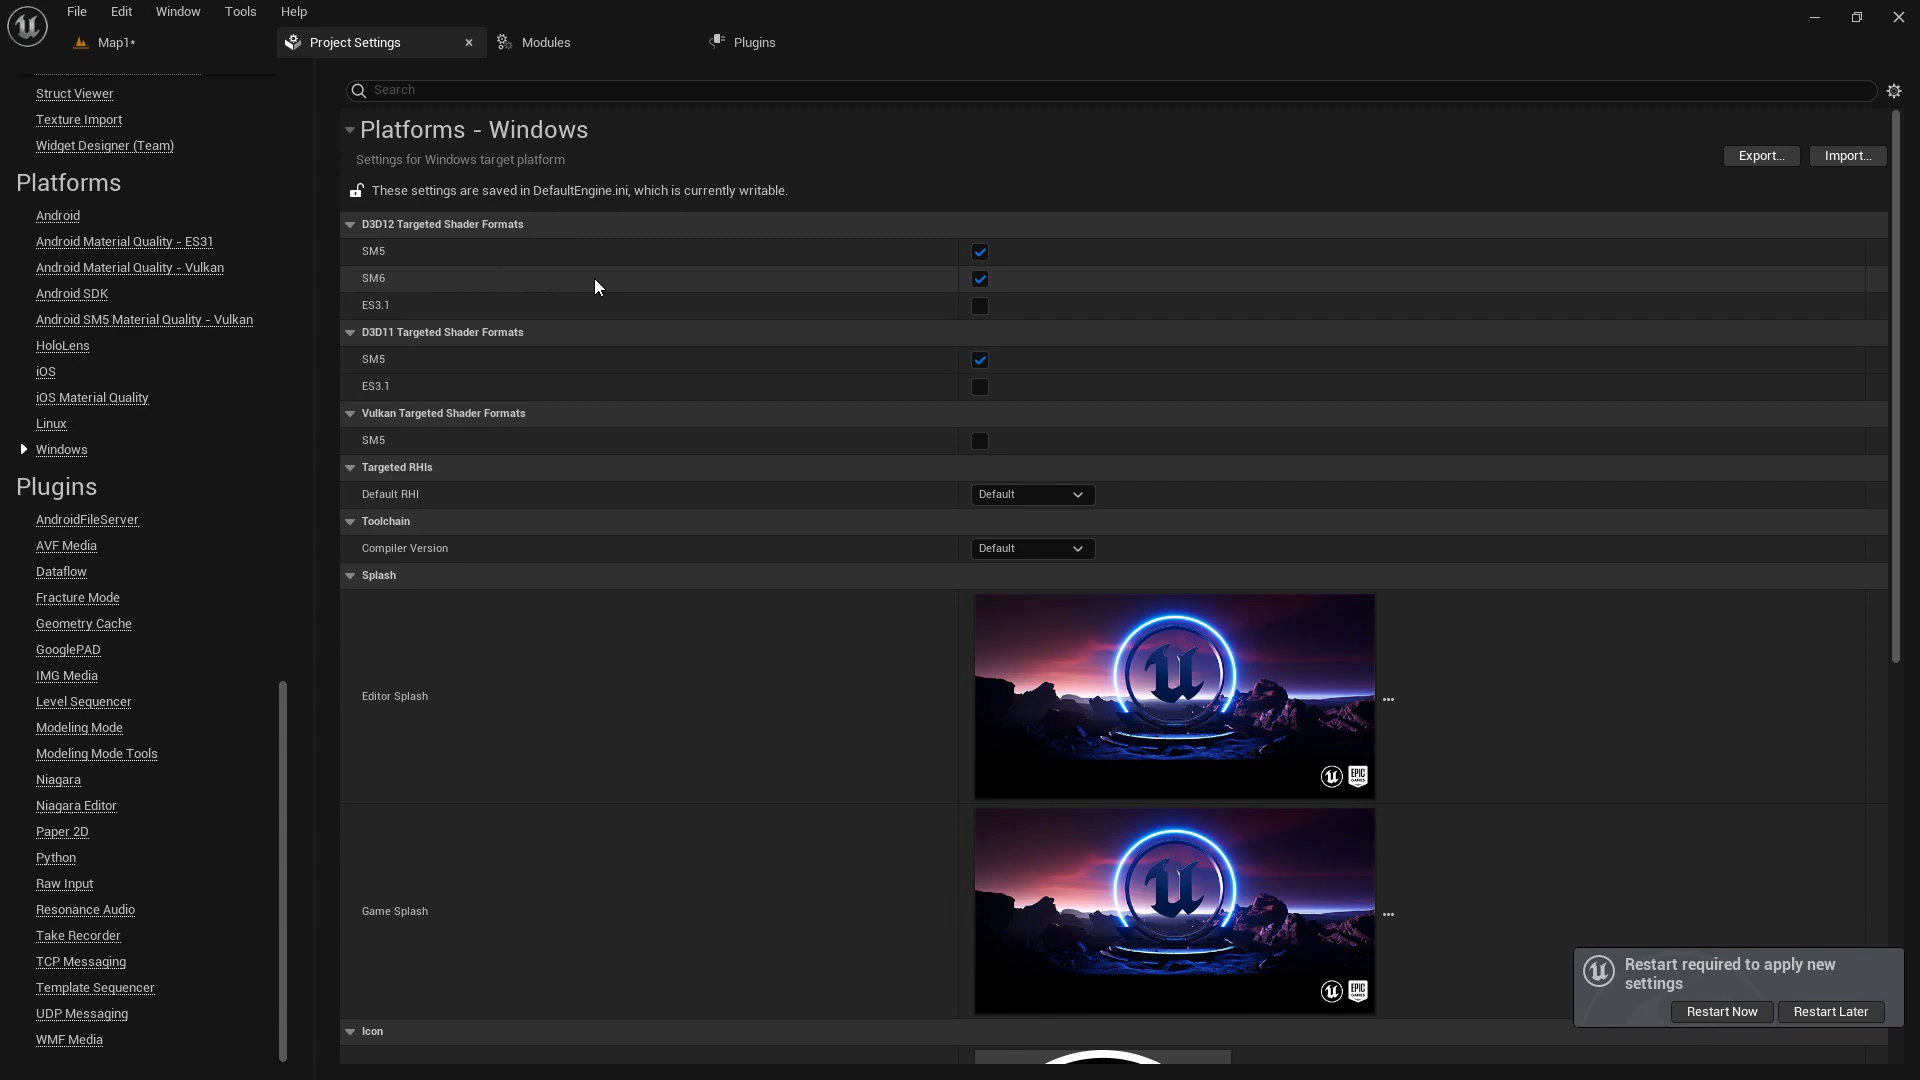 File Edit Window Tools Help
Map1*
Project Settings
Modules
Plugins
Struct Viewer
Texture Import
Widget Designer (Team)
Platforms
Android
Android Material Quality - ES31
Android Material Quality - Vulkan
Android SDK
Android SM5 Material Quality - Vulkan
HoloLens
iOS
iOS Material Quality
Linux
Windows
Plugins
AndroidFileServer
AVF Media
Dataflow
Fracture Mode
Geometry Cache
GooglePAD
IMG Media
Level Sequencer
Modeling Mode
Modeling Mode Tools
Niagara
Niagara Editor
Paper 2D
Python
Raw Input
Resonance Audio
Take Recorder
TCP Messaging
Template Sequencer
UDP Messaging
WMF Media
Search
Platforms - Windows
Settings for Windows target platform
Export...
Import...
These settings are saved in DefaultEngine.ini, which is currently writable.
D3D12 Targeted Shader Formats
SM5
SM6
ES3.1
D3D11 Targeted Shader Formats
SM5
ES3.1
Vulkan Targeted Shader Formats
SM5
Targeted RHIs
Default RHI
Default
Toolchain
Compiler Version
Default
Splash
Editor Splash
EPIC
GAMES
Game Splash
EPIC
GAMES
Icon
Restart required to apply new
settings
Restart Now
Restart Later